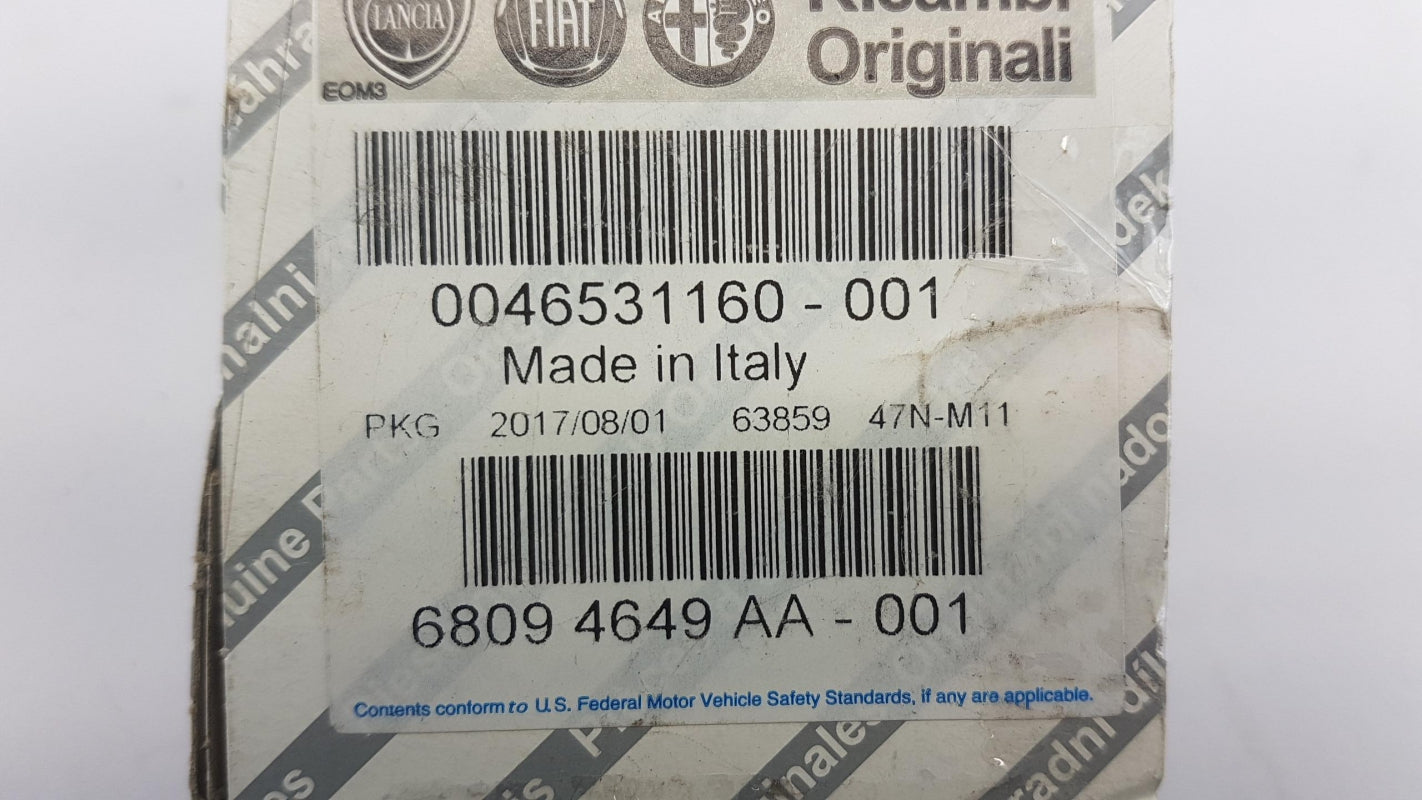 LANCIA
FIAT
Ricambi
Originali
EOM3
0046531160 - 001
Made in Italy
PKG 2017/08/01 63859 47N-M11
6809 4649 AA - 001
Contents conform to U.S. Federal Motor Vehicle Safety Standards, if any are applicable.